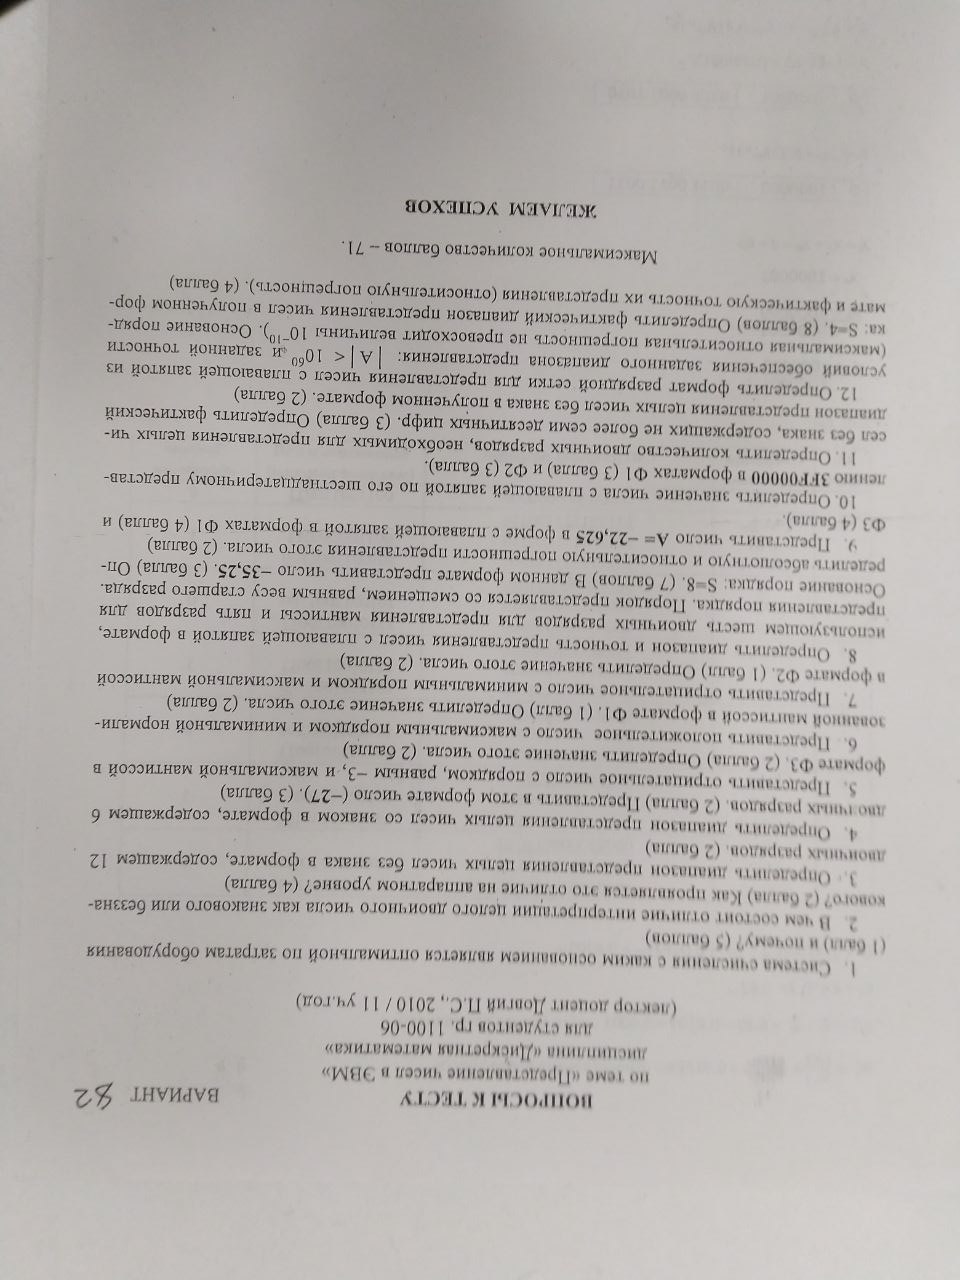 ВОПРОСЫ К ТЕСТУ
ВАРИАНТ 82
по теме «Представление чисел в ЭВМ»
дисциплина «Дискретная математика»
для студентов гр. 1100-06
(лектор доцент Довгий П.С., 2010 / 11 уч.год)
1. Система счисления с каким основанием является оптимальной по затратам оборудования
(1 балл) и почему? (5 баллов)
2. В чем состоит отличие интерпретации целого двоичного числа как знакового или беззна-
кового? (2 балла) Как проявляется это отличие на аппаратном уровне? (4 балла)
3. Определить диапазон представления целых чисел без знака в формате, содержащем 12
двоичных разрядов. (2 балла)
4. Определить диапазон представления целых чисел со знаком в формате, содержащем 6
двоичных разрядов. (2 балла) Представить в этом формате число (−27). (3 балла)
5. Представить отрицательное число с порядком, равным −3, и максимальной мантиссой в
формате Ф3. (2 балла) Определить значение этого числа. (2 балла)
6. Представить положительное число с максимальным порядком и минимальной нормали-
зованной мантиссой в формате Ф1. (1 балл) Определить значение этого числа. (2 балла)
7. Представить отрицательное число с минимальным порядком и максимальной мантиссой
в формате Ф2. (1 балл) Определить значение этого числа. (2 балла)
8. Определить диапазон и точность представления чисел с плавающей запятой в формате,
использующем шесть двоичных разрядов для представления мантиссы и пять разрядов для
представления порядка. Порядок представляется со смещением, равным весу старшего разряда.
Основание порядка: S=8. (7 баллов) В данном формате представить число −35,25. (3 балла) Оп-
ределить абсолютную и относительную погрешности представления этого числа. (2 балла)
9. Представить число А= −22,625 в форме с плавающей запятой в форматах Ф1 (4 балла) и
Ф3 (4 балла).
10. Определить значение числа с плавающей запятой по его шестнадцатеричному представ-
лению 3FF00000 в форматах Ф1 (3 балла) и Ф2 (3 балла).
11. Определить количество двоичных разрядов, необходимых для представления целых чи-
сел без знака, содержащих не более семи десятичных цифр. (3 балла) Определить фактический
диапазон представления целых чисел без знака в полученном формате. (2 балла)
12. Определить формат разрядной сетки для представления чисел с плавающей запятой из
условий обеспечения заданного диапазона представления: |A| < 10⁶⁰ и заданной точности
(максимальная относительная погрешность не превосходит величины 10⁻¹⁰). Основание поряд-
ка: S=4. (8 баллов) Определить фактический диапазон представления чисел в полученном фор-
мате и фактическую точность их представления (относительную погрещность). (4 балла)
Максимальное количество баллов – 71.
ЖЕЛАЕМ УСПЕХОВ